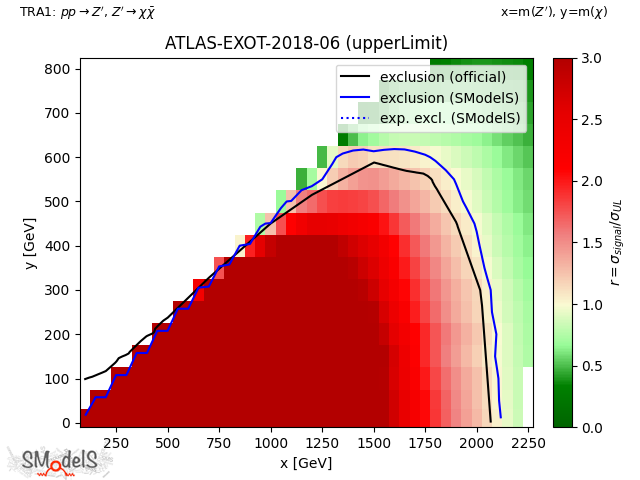 TRA1: pp → Z′, Z′ → χχ̄
x=m(Z′), y=m(χ)
ATLAS-EXOT-2018-06 (upperLimit)
exclusion (official)
exclusion (SModelS)
exp. excl. (SModelS)
y [GeV]
800
700
600
500
400
300
200
100
0
250
500
750
1000
1250
1500
1750
2000
2250
x [GeV]
3.0
2.5
2.0
1.5
1.0
0.5
0.0
r = σsignal/σUL
SModelS